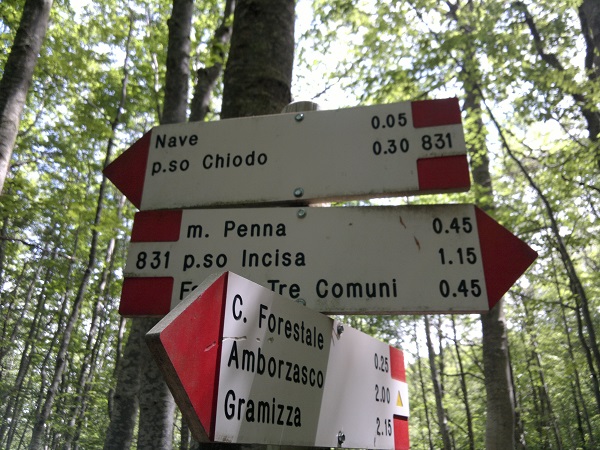 Nave 0.05
p.so Chiodo 0.30 831
m. Penna 0.45
831 p.so Incisa 1.15
Tre Comuni 0.45
C. Forestale 0.25
Amborzasco 2.00
Gramizza 2.15